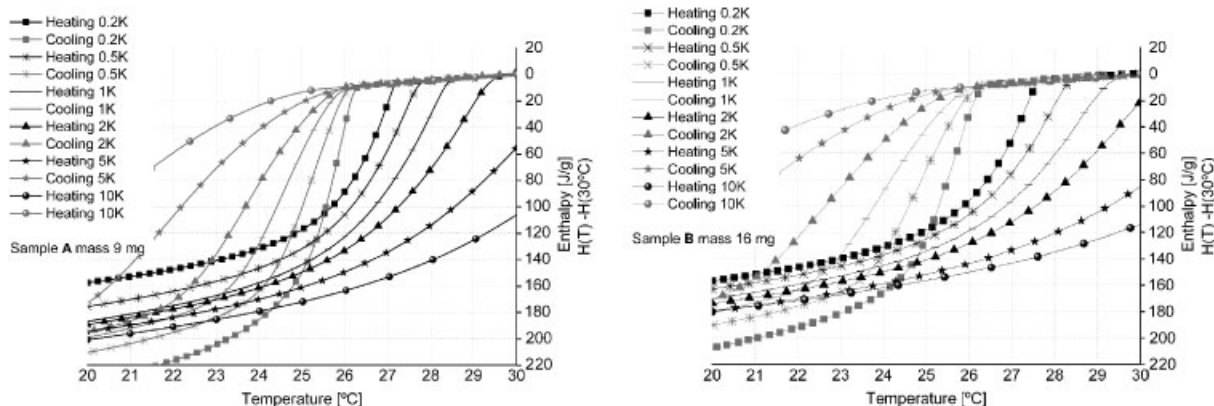 Heating 0.2K
Cooling 0.2K
Heating 0.5K
Cooling 0.5K
Heating 1K
Cooling 1K
Heating 2K
Cooling 2K
Heating 5K
Cooling 5K
Heating 10K
Heating 10K
Sample A mass 9 mg
20
0
20
40
60
80
100
120
140
160
180
200
220
Enthalpy [J/g]
H(T) -H(30ºC)
20 21 22 23 24 25 26 27 28 29 30
Temperature [ºC]
Heating 0.2K
Cooling 0.2K
Heating 0.5K
Cooling 0.5K
Heating 1K
Cooling 1K
Heating 2K
Cooling 2K
Heating 5K
Cooling 5K
Heating 10K
Cooling 10K
Sample B mass 16 mg
20
0
20
40
60
80
100
120
140
160
180
200
220
Enthalpy [J/g]
H(T) -H(30ºC)
20 21 22 23 24 25 26 27 28 29 30
Temperature [ºC]